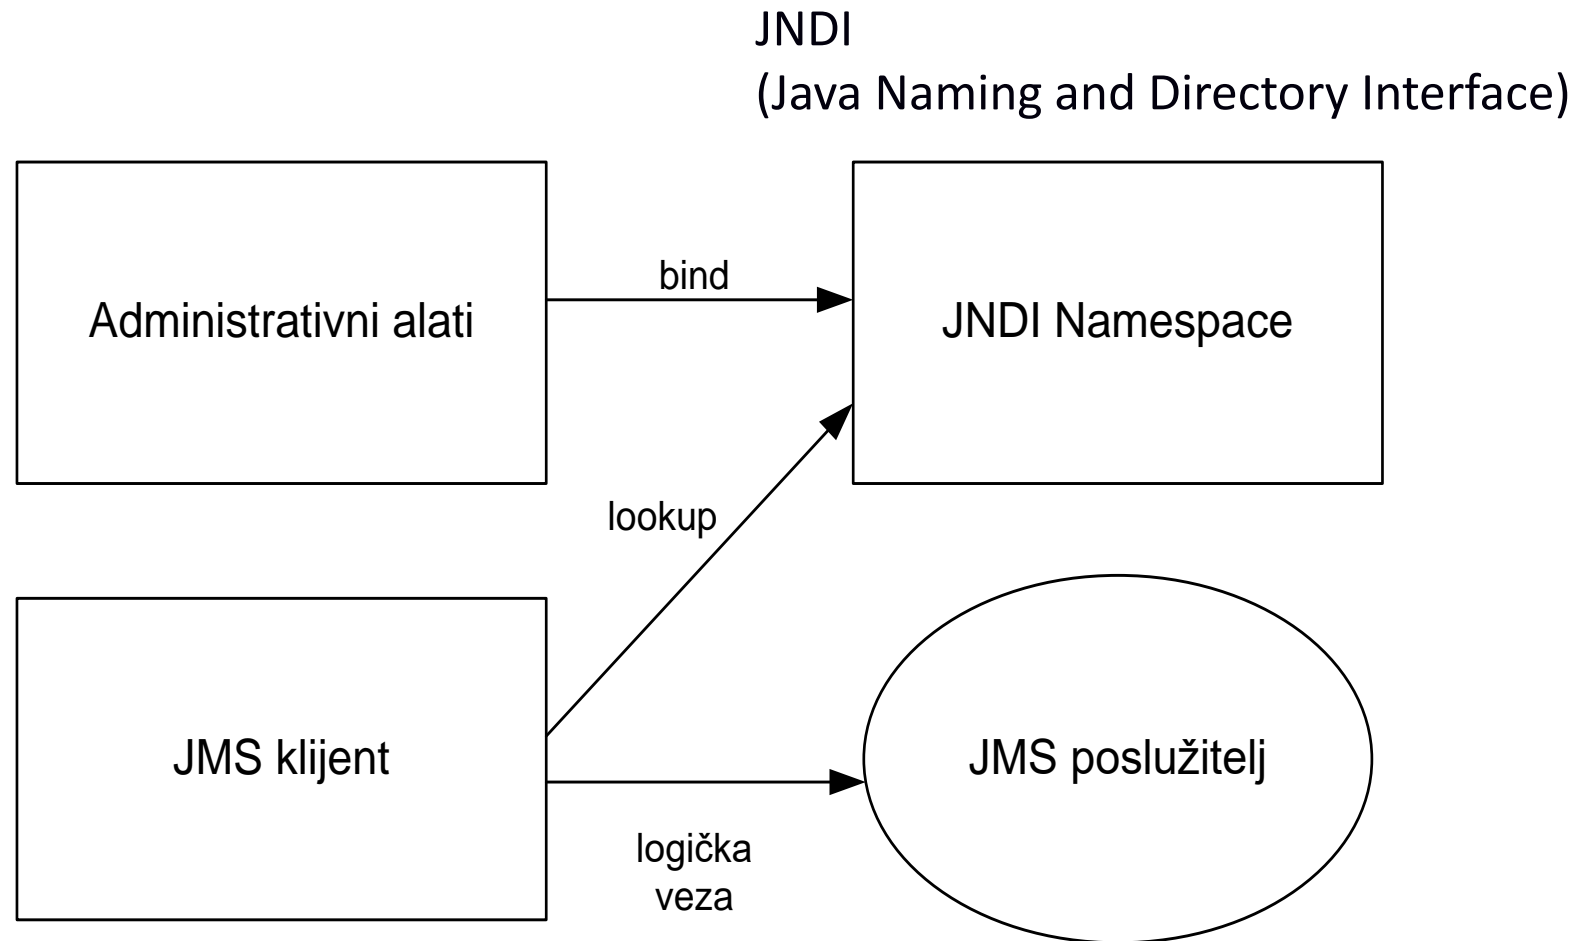 JNDI
(Java Naming and Directory Interface)
Administrativni alati
bind
JNDI Namespace
lookup
JMS klijent
JMS poslužitelj
logička
veza